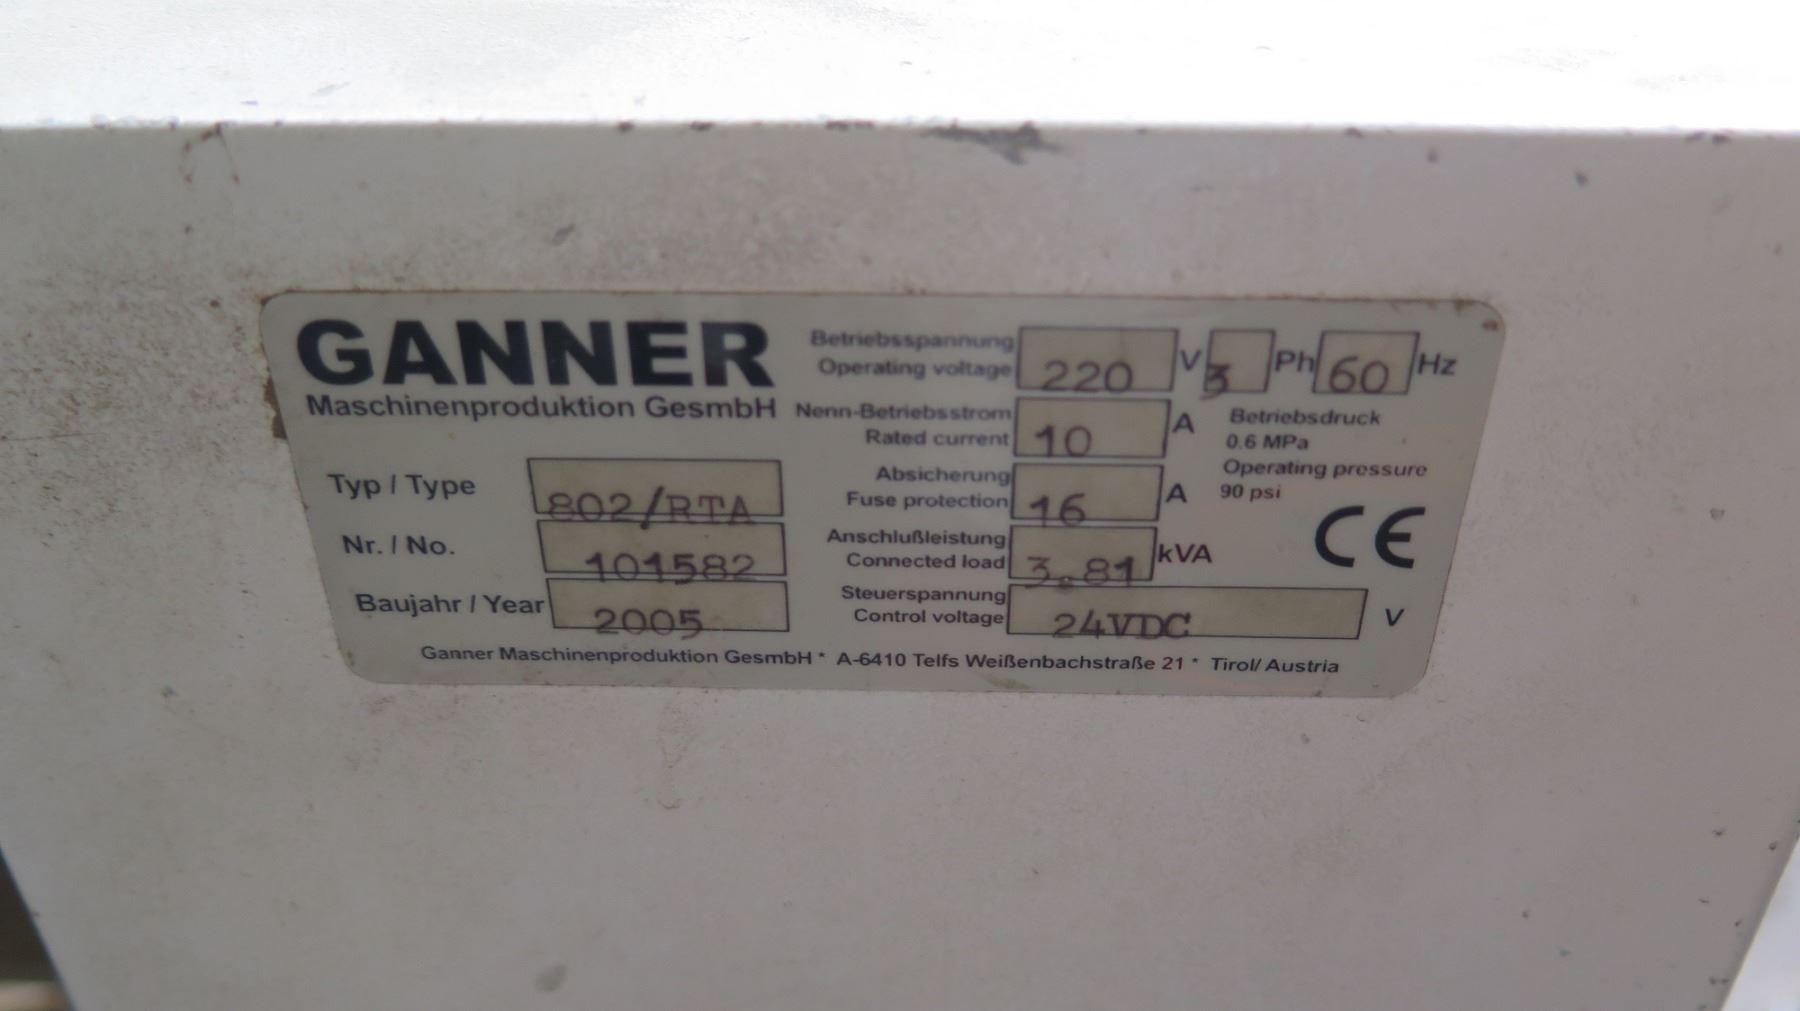 GANNER
Maschinenproduktion GesmbH
Typ / Type 802/RTA
Nr. / No. 101582
Baujahr / Year 2005
Betriebsspannung
Operating voltage 220 V 3 Ph 60 Hz
Nenn-Betriebsstrom
Rated current 10 A
Absicherung
Fuse protection 16 A
Anschlußleistung
Connected load 3.81 kVA
Steuerspannung
Control voltage 24VDC V
Betriebsdruck
0.6 MPa
Operating pressure
90 psi
CE
Ganner Maschinenproduktion GesmbH * A-6410 Telfs Weißenbachstraße 21 * Tirol/ Austria